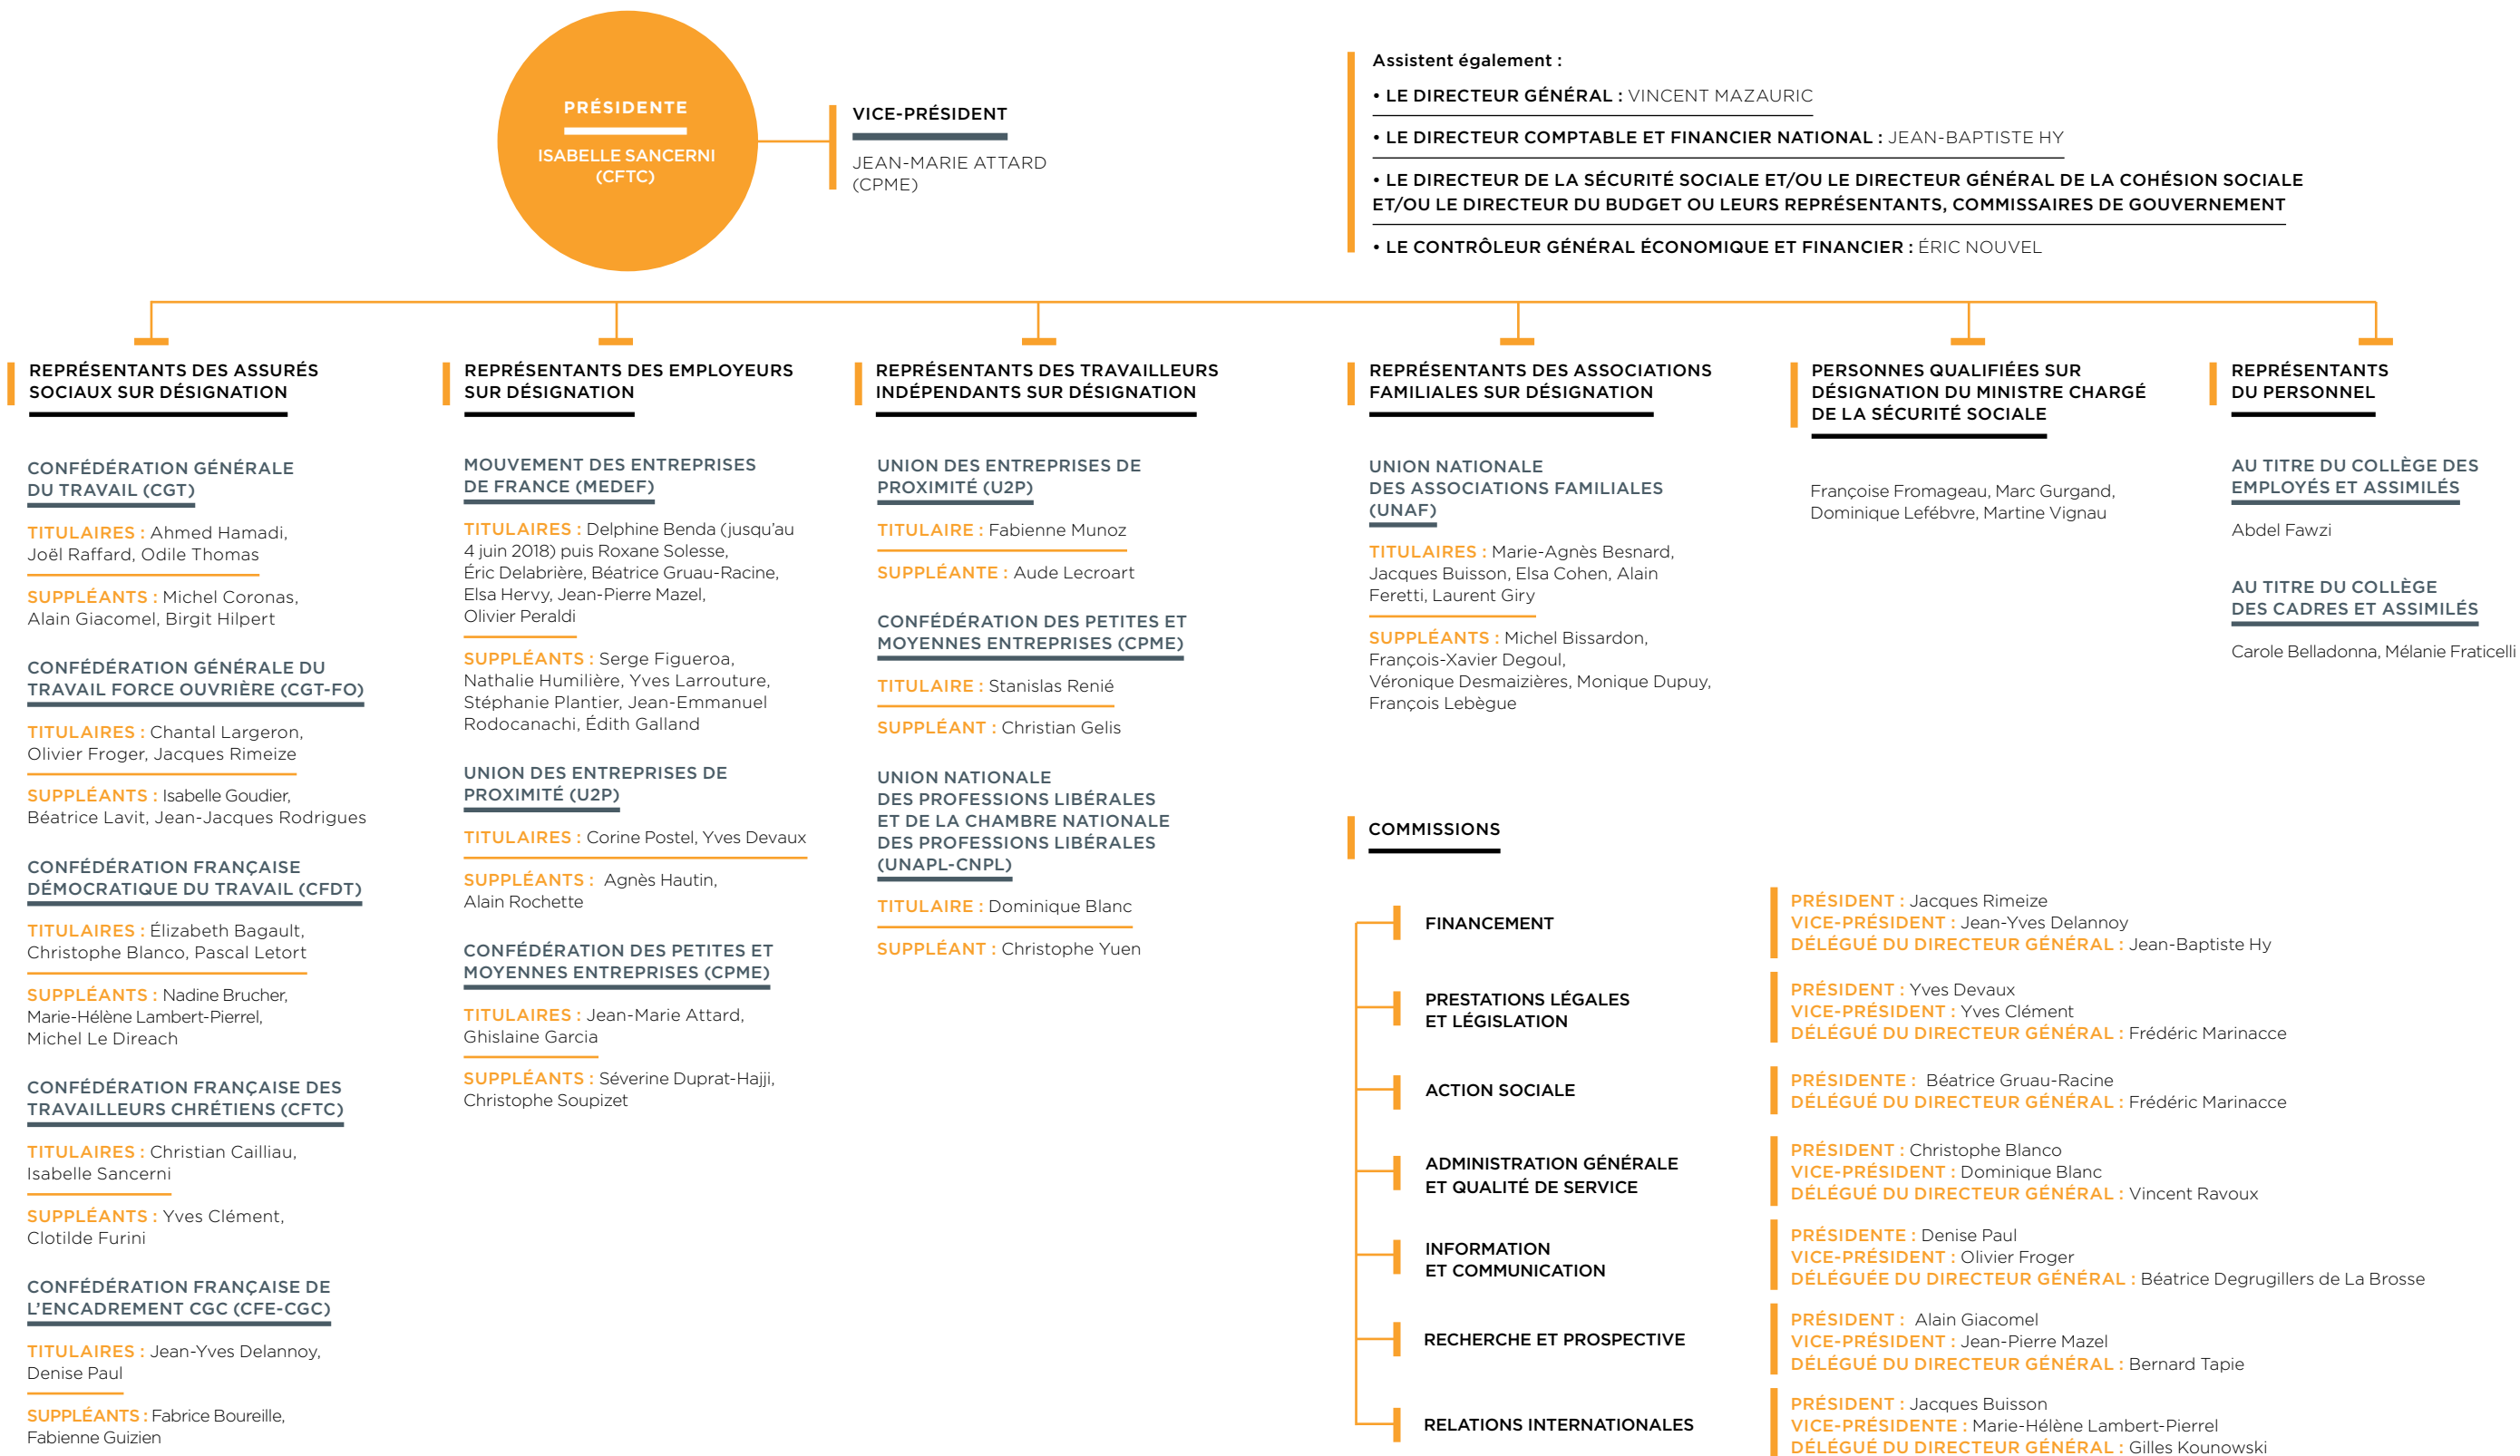 PRÉSIDENTE
ISABELLE SANCERNI
(CFTC)
VICE-PRÉSIDENT
JEAN-MARIE ATTARD
(CPME)
Assistent également :
• LE DIRECTEUR GÉNÉRAL : VINCENT MAZAURIC
• LE DIRECTEUR COMPTABLE ET FINANCIER NATIONAL : JEAN-BAPTISTE HY
• LE DIRECTEUR DE LA SÉCURITÉ SOCIALE ET/OU LE DIRECTEUR GÉNÉRAL DE LA COHÉSION SOCIALE
ET/OU LE DIRECTEUR DU BUDGET OU LEURS REPRÉSENTANTS, COMMISSAIRES DE GOUVERNEMENT
• LE CONTRÔLEUR GÉNÉRAL ÉCONOMIQUE ET FINANCIER : ÉRIC NOUVEL
REPRÉSENTANTS DES ASSURÉS
SOCIAUX SUR DÉSIGNATION
CONFÉDÉRATION GÉNÉRALE
DU TRAVAIL (CGT)
TITULAIRES : Ahmed Hamadi,
Joël Raffard, Odile Thomas
SUPPLÉANTS : Michel Coronas,
Alain Giacomel, Birgit Hilpert
CONFÉDÉRATION GÉNÉRALE DU
TRAVAIL FORCE OUVRIÈRE (CGT-FO)
TITULAIRES : Chantal Largeron,
Olivier Froger, Jacques Rimeize
SUPPLÉANTS : Isabelle Goudier,
Béatrice Lavit, Jean-Jacques Rodrigues
CONFÉDÉRATION FRANÇAISE
DÉMOCRATIQUE DU TRAVAIL (CFDT)
TITULAIRES : Élizabeth Bagault,
Christophe Blanco, Pascal Letort
SUPPLÉANTS : Nadine Brucher,
Marie-Hélène Lambert-Pierrel,
Michel Le Direach
CONFÉDÉRATION FRANÇAISE DES
TRAVAILLEURS CHRÉTIENS (CFTC)
TITULAIRES : Christian Cailliau,
Isabelle Sancerni
SUPPLÉANTS : Yves Clément,
Clotilde Furini
CONFÉDÉRATION FRANÇAISE DE
L'ENCADREMENT CGC (CFE-CGC)
TITULAIRES : Jean-Yves Delannoy,
Denise Paul
SUPPLÉANTS : Fabrice Boureille,
Fabienne Guizien
REPRÉSENTANTS DES EMPLOYEURS
SUR DÉSIGNATION
MOUVEMENT DES ENTREPRISES
DE FRANCE (MEDEF)
TITULAIRES : Delphine Benda (jusqu'au
4 juin 2018) puis Roxane Solesse,
Éric Delabrière, Béatrice Gruau-Racine,
Elsa Hervy, Jean-Pierre Mazel,
Olivier Peraldi
SUPPLÉANTS : Serge Figueroa,
Nathalie Humilière, Yves Larrouture,
Stéphanie Plantier, Jean-Emmanuel
Rodocanachi, Édith Galland
UNION DES ENTREPRISES DE
PROXIMITÉ (U2P)
TITULAIRES : Corine Postel, Yves Devaux
SUPPLÉANTS : Agnès Hautin,
Alain Rochette
CONFÉDÉRATION DES PETITES ET
MOYENNES ENTREPRISES (CPME)
TITULAIRES : Jean-Marie Attard,
Ghislaine Garcia
SUPPLÉANTS : Séverine Duprat-Hajji,
Christophe Soupizet
REPRÉSENTANTS DES TRAVAILLEURS
INDÉPENDANTS SUR DÉSIGNATION
UNION DES ENTREPRISES DE
PROXIMITÉ (U2P)
TITULAIRE : Fabienne Munoz
SUPPLÉANTE : Aude Lecroart
CONFÉDÉRATION DES PETITES ET
MOYENNES ENTREPRISES (CPME)
TITULAIRE : Stanislas Renié
SUPPLÉANT : Christian Gelis
UNION NATIONALE
DES PROFESSIONS LIBÉRALES
ET DE LA CHAMBRE NATIONALE
DES PROFESSIONS LIBÉRALES
(UNAPL-CNPL)
TITULAIRE : Dominique Blanc
SUPPLÉANT : Christophe Yuen
REPRÉSENTANTS DES ASSOCIATIONS
FAMILIALES SUR DÉSIGNATION
UNION NATIONALE
DES ASSOCIATIONS FAMILIALES
(UNAF)
TITULAIRES : Marie-Agnès Besnard,
Jacques Buisson, Elsa Cohen, Alain
Feretti, Laurent Giry
SUPPLÉANTS : Michel Bissardon,
François-Xavier Degoul,
Véronique Desmaizières, Monique Dupuy,
François Lebègue
PERSONNES QUALIFIÉES SUR
DÉSIGNATION DU MINISTRE CHARGÉ
DE LA SÉCURITÉ SOCIALE
Françoise Fromageau, Marc Gurgand,
Dominique Lefébvre, Martine Vignau
REPRÉSENTANTS
DU PERSONNEL
AU TITRE DU COLLÈGE DES
EMPLOYÉS ET ASSIMILÉS
Abdel Fawzi
AU TITRE DU COLLÈGE
DES CADRES ET ASSIMILÉS
Carole Belladonna, Mélanie Fraticelli
COMMISSIONS
FINANCEMENT
PRÉSIDENT : Jacques Rimeize
VICE-PRÉSIDENT : Jean-Yves Delannoy
DÉLÉGUÉ DU DIRECTEUR GÉNÉRAL : Jean-Baptiste Hy
PRESTATIONS LÉGALES
ET LÉGISLATION
PRÉSIDENT : Yves Devaux
VICE-PRÉSIDENT : Yves Clément
DÉLÉGUÉ DU DIRECTEUR GÉNÉRAL : Frédéric Marinacce
ACTION SOCIALE
PRÉSIDENTE : Béatrice Gruau-Racine
DÉLÉGUÉ DU DIRECTEUR GÉNÉRAL : Frédéric Marinacce
ADMINISTRATION GÉNÉRALE
ET QUALITÉ DE SERVICE
PRÉSIDENT : Christophe Blanco
VICE-PRÉSIDENT : Dominique Blanc
DÉLÉGUÉ DU DIRECTEUR GÉNÉRAL : Vincent Ravoux
INFORMATION
ET COMMUNICATION
PRÉSIDENTE : Denise Paul
VICE-PRÉSIDENT : Olivier Froger
DÉLÉGUÉE DU DIRECTEUR GÉNÉRAL : Béatrice Degrugillers de La Brosse
RECHERCHE ET PROSPECTIVE
PRÉSIDENT : Alain Giacomel
VICE-PRÉSIDENT : Jean-Pierre Mazel
DÉLÉGUÉ DU DIRECTEUR GÉNÉRAL : Bernard Tapie
RELATIONS INTERNATIONALES
PRÉSIDENT : Jacques Buisson
VICE-PRÉSIDENTE : Marie-Hélène Lambert-Pierrel
DÉLÉGUÉ DU DIRECTEUR GÉNÉRAL : Gilles Kounowski